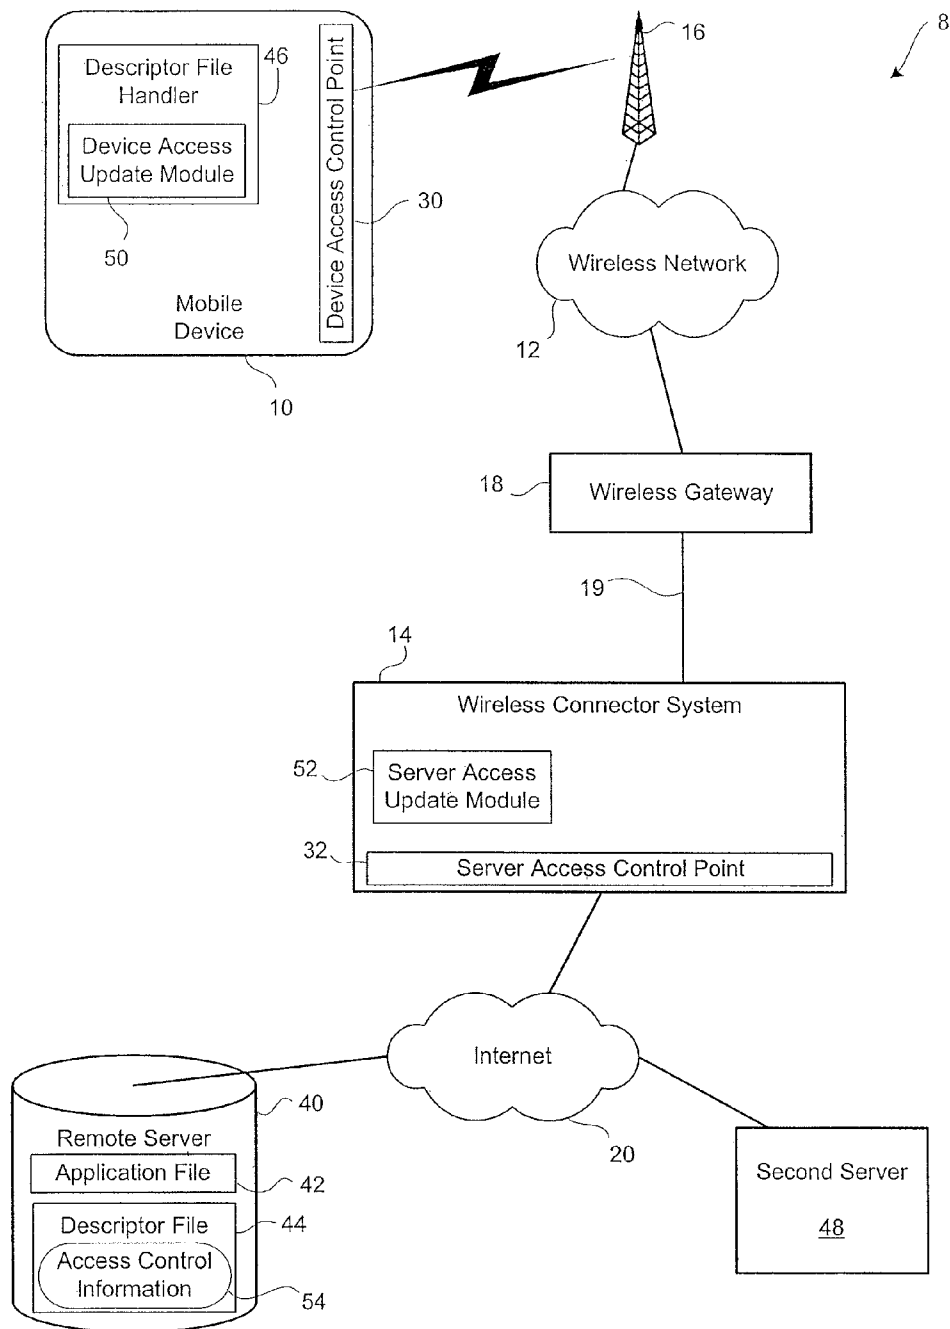 8
16
46
Descriptor File
Handler
Device Access
Update Module
50
Device Access Control Point
30
Mobile
Device
10
Wireless Network
12
18
Wireless Gateway
19
14
Wireless Connector System
52
Server Access
Update Module
32
Server Access Control Point
Internet
20
40
Remote Server
Application File
42
44
Descriptor File
Access Control
Information
54
Second Server
48